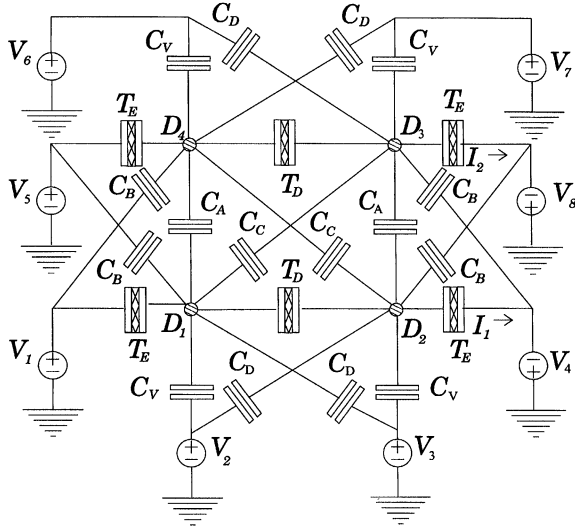 C_V C_D C_D C_V
V_6 V_7
T_E D_4 D_3 T_E
T_D I_2 →
V_5 C_B C_B V_8
C_A C_C C_C C_A
C_B T_D C_B
V_1 T_E D_1 D_2 I_1 → T_E V_4
C_V C_D C_D C_V
V_2 V_3